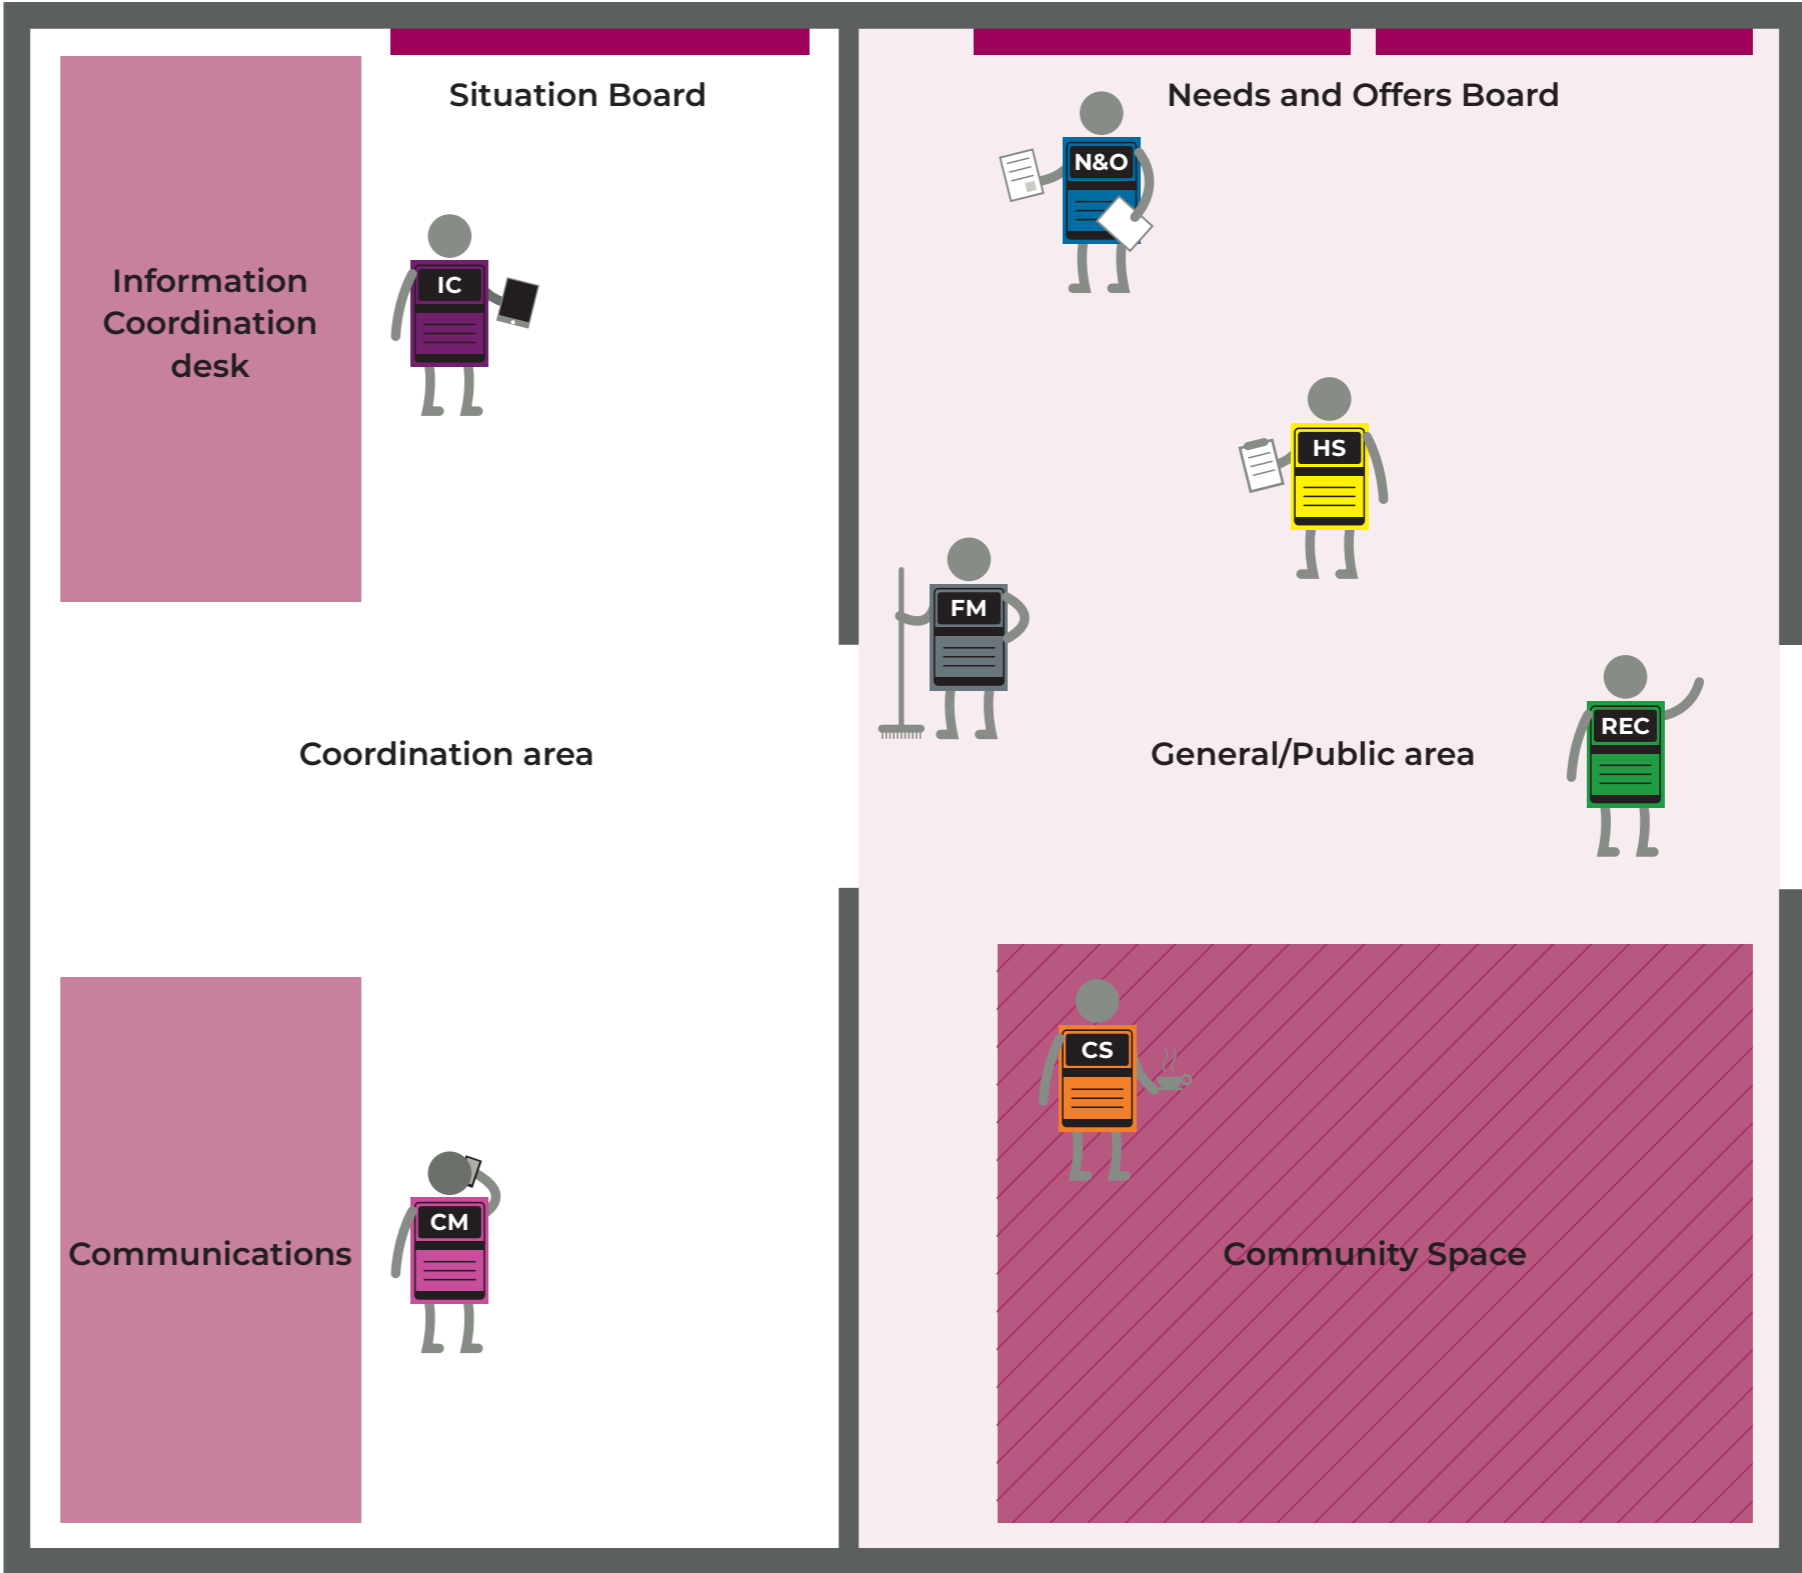 Situation Board
Needs and Offers Board
N&O
Information
Coordination
desk
IC
HS
FM
REC
Coordination area
General/Public area
CS
CM
Communications
Community Space